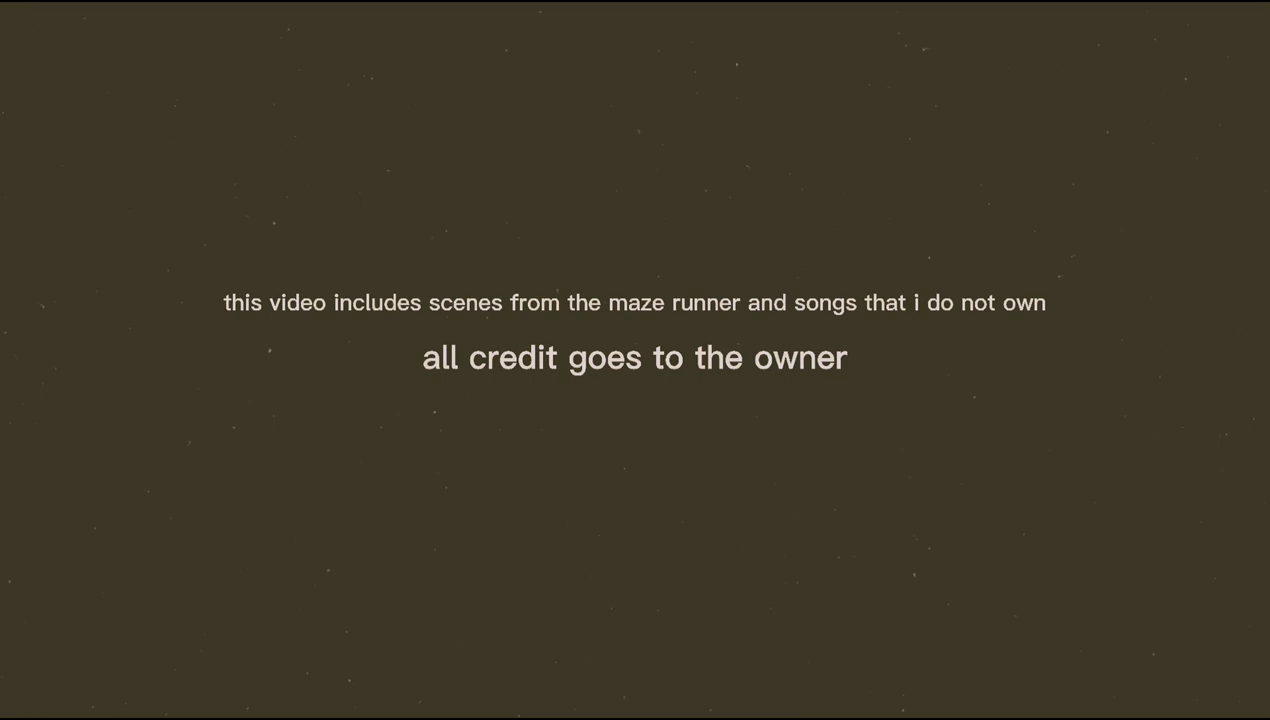 this video includes scenes from the maze runner and songs that i do not own
all credit goes to the owner